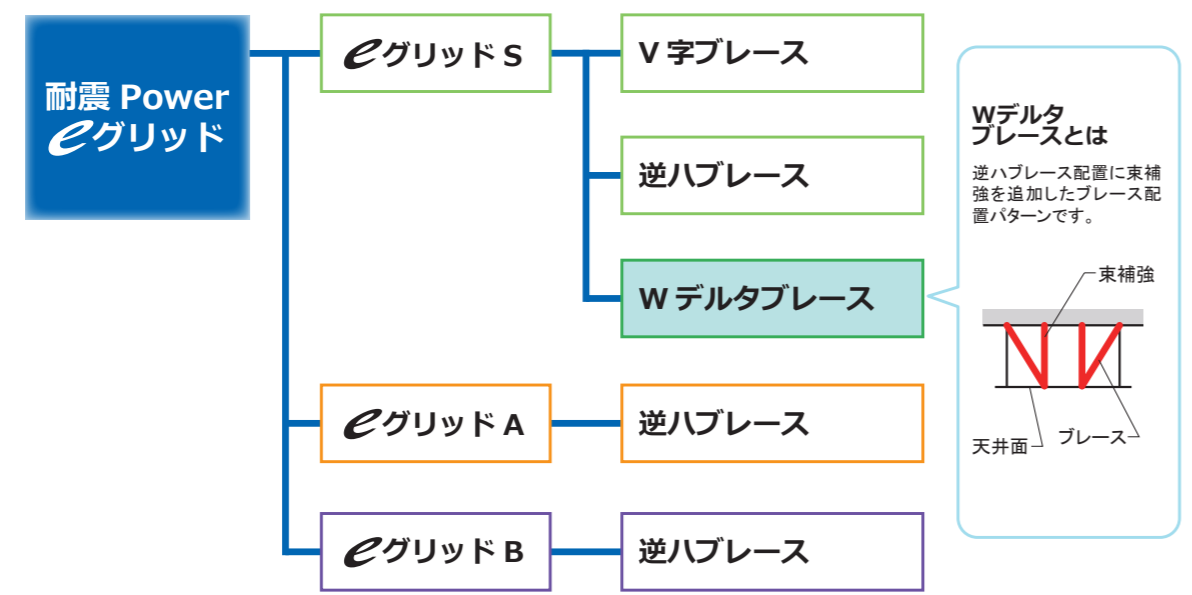 耐震 Power
eグリッド
eグリッド S
V 字ブレース
逆ハブレース
W デルタブレース
eグリッド A
逆ハブレース
eグリッド B
逆ハブレース
Wデルタ
ブレースとは
逆ハブレース配置に束補
強を追加したブレース配
置パターンです。
束補強
天井面
ブレース